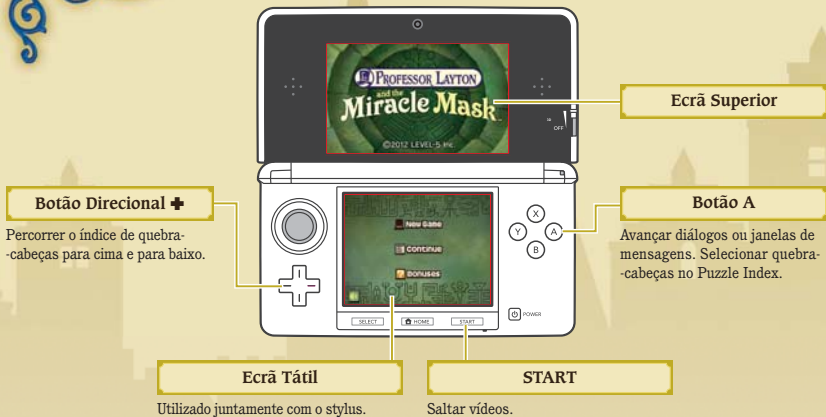 PROFESSOR LAYTON
and the
Miracle Mask
©2012 LEVEL-5 Inc.
Ecrã Superior
OFF
Botão Direcional
Percorrer o índice de quebra-
-cabeças para cima e para baixo.
New Game
Continue
Bonuses
X
Y
A
B
Botão A
Avançar diálogos ou janelas de
mensagens. Selecionar quebra-
-cabeças no Puzzle Index.
SELECT
HOME
START
POWER
Ecrã Tátil
Utilizado juntamente com o stylus.
START
Saltar vídeos.